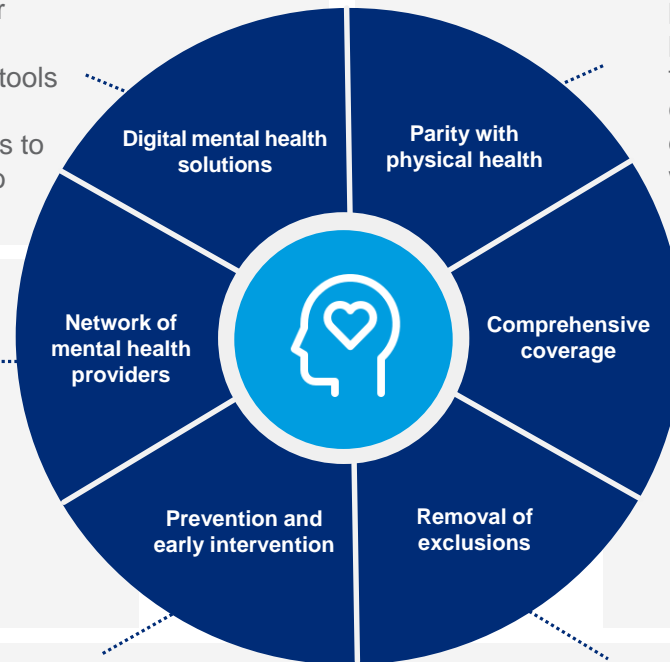 tools
s to
Digital mental health
solutions
Parity with
physical health
Network of
mental health
providers
Comprehensive
coverage
Prevention and
early intervention
Removal of
exclusions